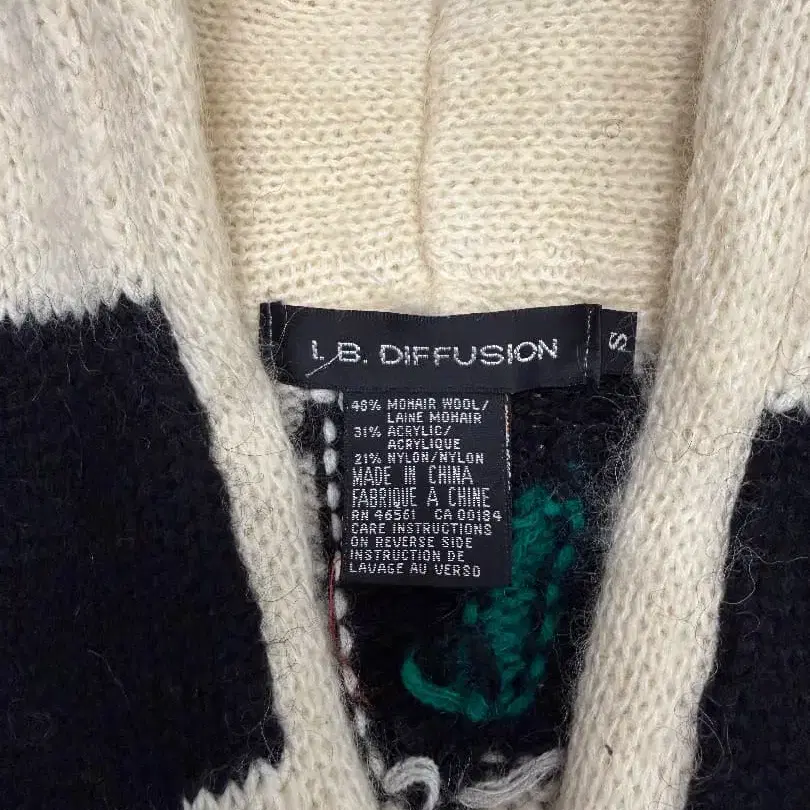 I. B. DIFFUSION
S
48% MOHAIR WOOL/
LAINE MOHAIR
31% ACRYLIC/
ACRYLIQUE
21% NYLON/NYLON
MADE IN CHINA
FABRIQUE À CHINE
RN 46561 CA 00184
CARE INSTRUCTIONS
ON REVERSE SIDE
INSTRUCTION DE
LAVAGE AU VERSO